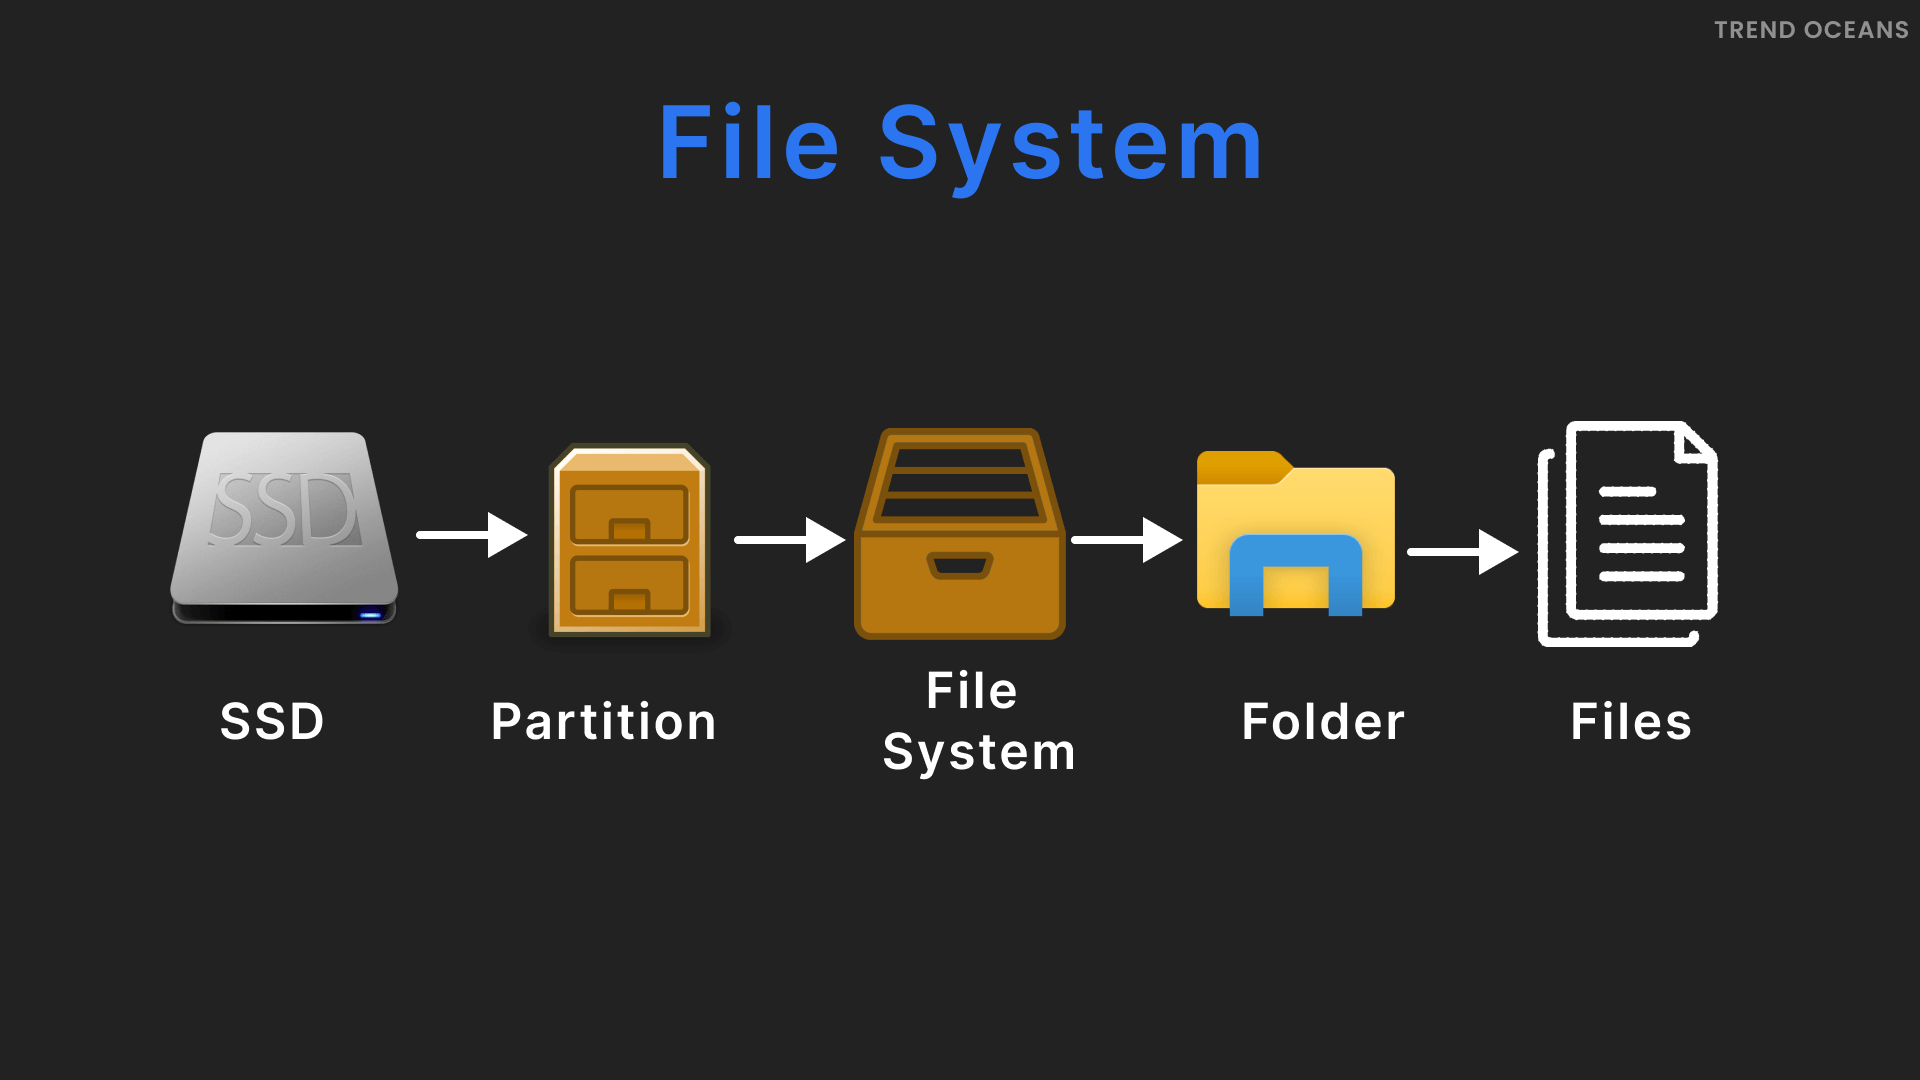 TREND OCEANS
File System
SSD
SSD
Partition
File
System
Folder
Files